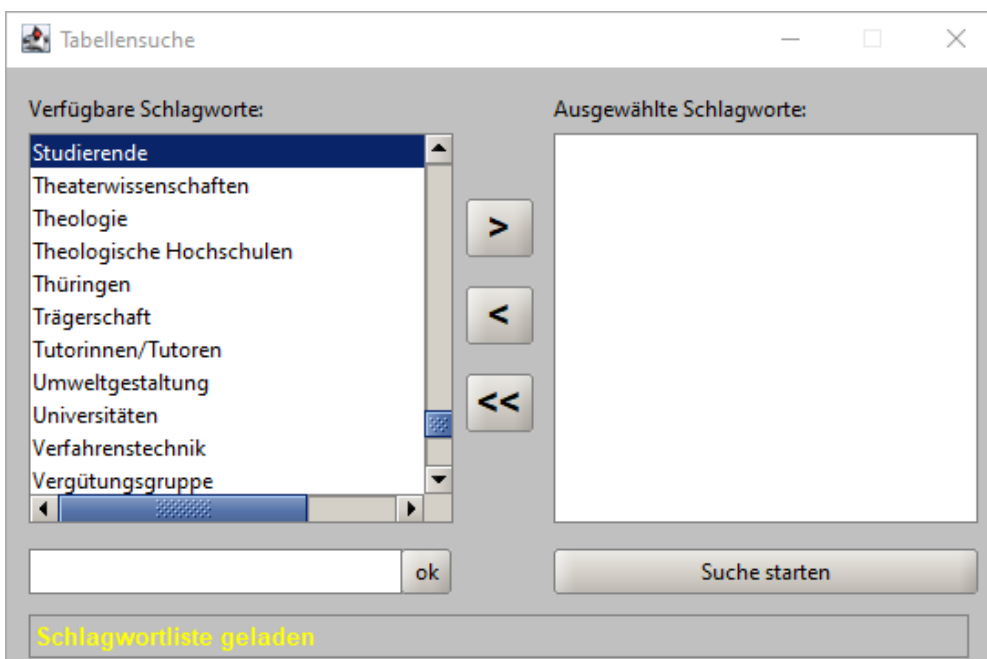 Tabellensuche
Verfügbare Schlagworte:
Studierende
Theaterwissenschaften
Theologie
Theologische Hochschulen
Thüringen
Trägerschaft
Tutorinnen/Tutoren
Umweltgestaltung
Universitäten
Verfahrenstechnik
Vergütungsgruppe
ok
>
<
<<
Ausgewählte Schlagworte:
Suche starten
Schlagwortliste geladen